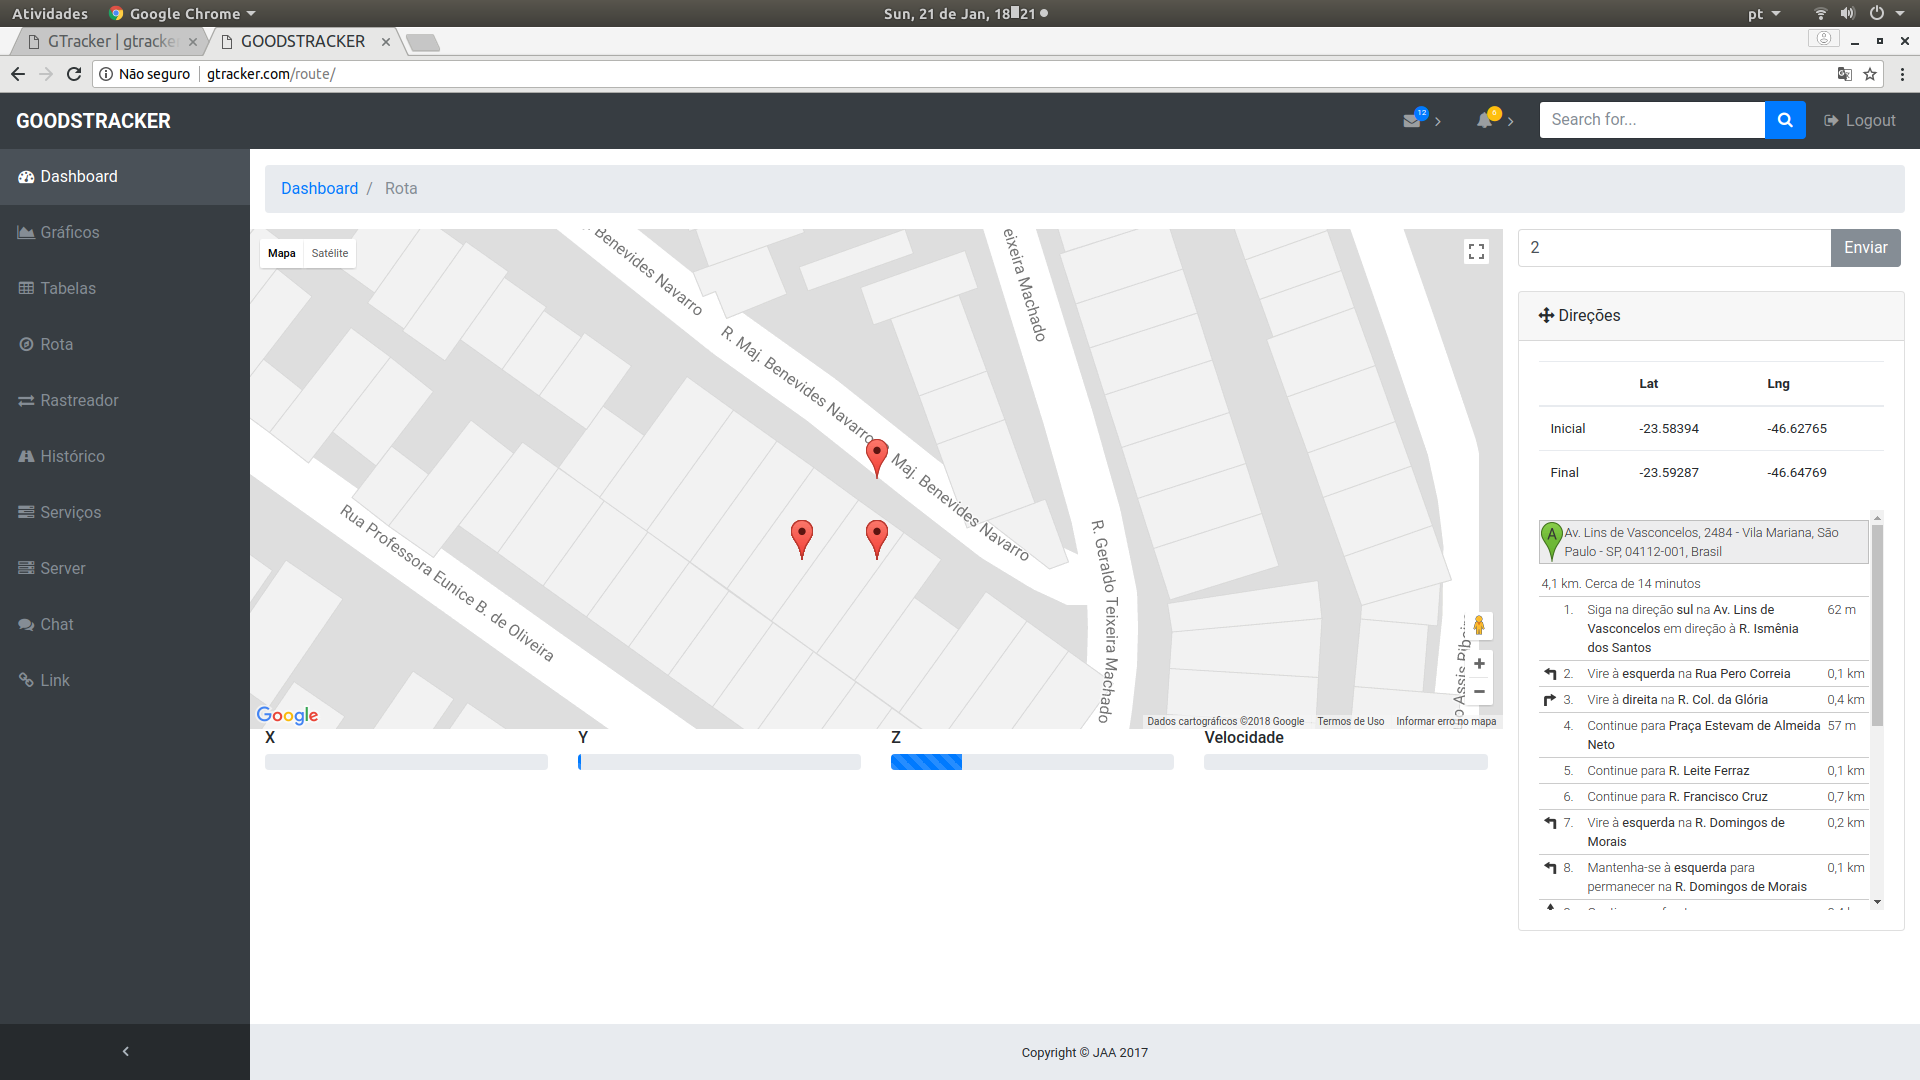 Atividades
Google Chrome
Sun, 21 de Jan, 18 21
pt
GTracker | gtracke
GOODSTRACKER
Não seguro
gtracker.com/route/
GOODSTRACKER
12
6
Search for...
Logout
Dashboard
Gráficos
Tabelas
Rota
Rastreador
Histórico
Serviços
Server
Chat
Link
Dashboard / Rota
Mapa
Satélite
Benevides Navarro
R. Maj. Benevides Navarro
Maj. Benevides Navarro
eixeira Machado
R. Geraldo Teixeira Machado
Rua Professora Eunice B. de Oliveira
Assis
Google
Dados cartográficos ©2018 Google
Termos de Uso
Informar erro no mapa
X
Y
Z
Velocidade
2
Enviar
Direções
Lat Lng
Inicial -23.58394 -46.62765
Final -23.59287 -46.64769
A
Av. Lins de Vasconcelos, 2484 - Vila Mariana, São
Paulo - SP, 04112-001, Brasil
4,1 km. Cerca de 14 minutos
1. Siga na direção sul na Av. Lins de 62 m
Vasconcelos em direção à R. Ismênia
dos Santos
2. Vire à esquerda na Rua Pero Correia 0,1 km
3. Vire à direita na R. Col. da Glória 0,4 km
4. Continue para Praça Estevam de Almeida 57 m
Neto
5. Continue para R. Leite Ferraz 0,1 km
6. Continue para R. Francisco Cruz 0,7 km
7. Vire à esquerda na R. Domingos de 0,2 km
Morais
8. Mantenha-se à esquerda para 0,1 km
permanecer na R. Domingos de Morais
Copyright © JAA 2017